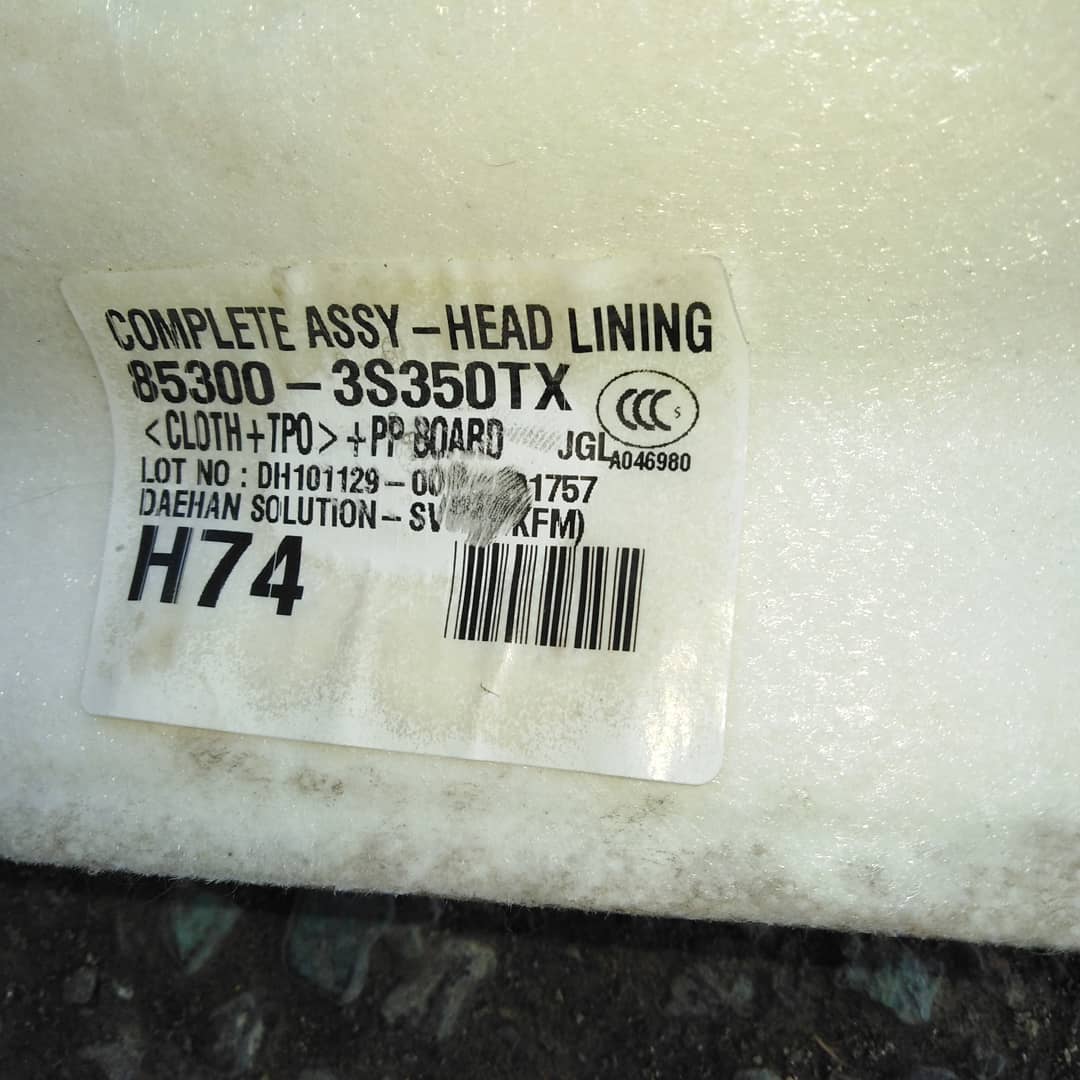 COMPLETE ASSY-HEAD LINING
85300-3S350TX
CCC S
<CLOTH+TPO>+PP BOARD JGL
A046980
LOT NO : DH101129-00 1757
DAEHAN SOLUTION- (KFM)
H74